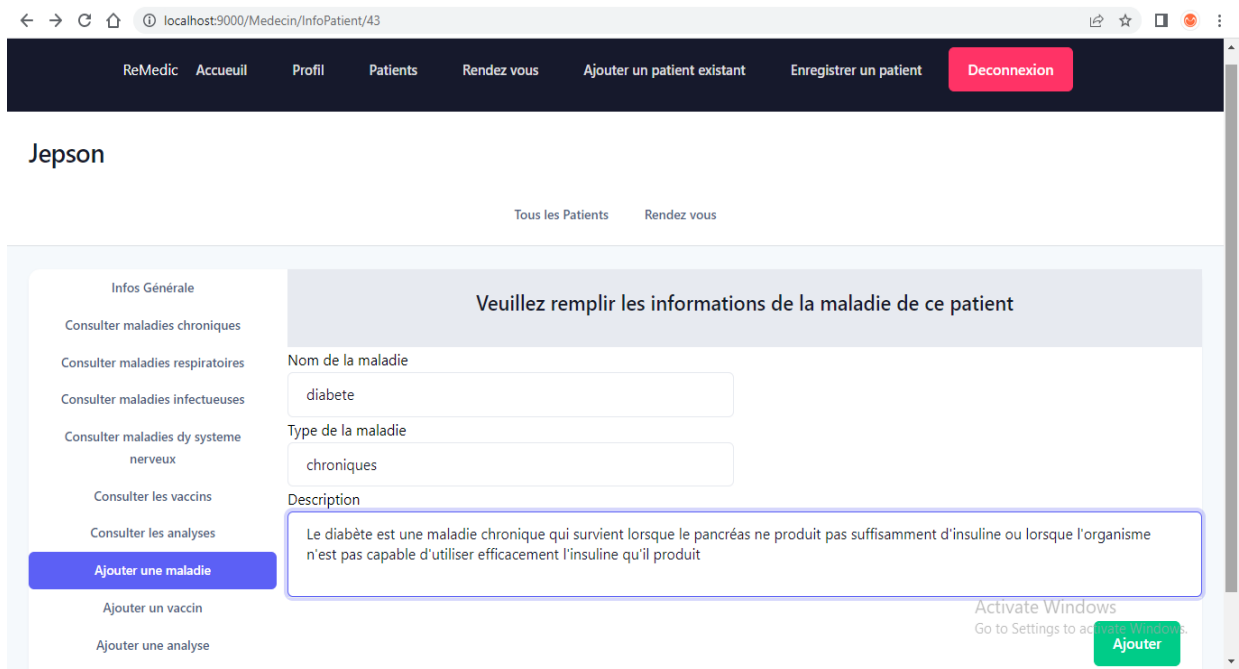 localhost:9000/Medecin/InfoPatient/43
ReMedic Accueuil Profil Patients Rendez vous Ajouter un patient existant Enregistrer un patient Deconnexion
Jepson
Tous les Patients Rendez vous
Infos Générale
Consulter maladies chroniques
Consulter maladies respiratoires
Consulter maladies infectueuses
Consulter maladies dy systeme
nerveux
Consulter les vaccins
Consulter les analyses
Ajouter une maladie
Ajouter un vaccin
Ajouter une analyse
Veuillez remplir les informations de la maladie de ce patient
Nom de la maladie
diabete
Type de la maladie
chroniques
Description
Le diabète est une maladie chronique qui survient lorsque le pancréas ne produit pas suffisamment d'insuline ou lorsque l'organisme
n'est pas capable d'utiliser efficacement l'insuline qu'il produit
Activate Windows
Go to Settings to activate Windows.
Ajouter